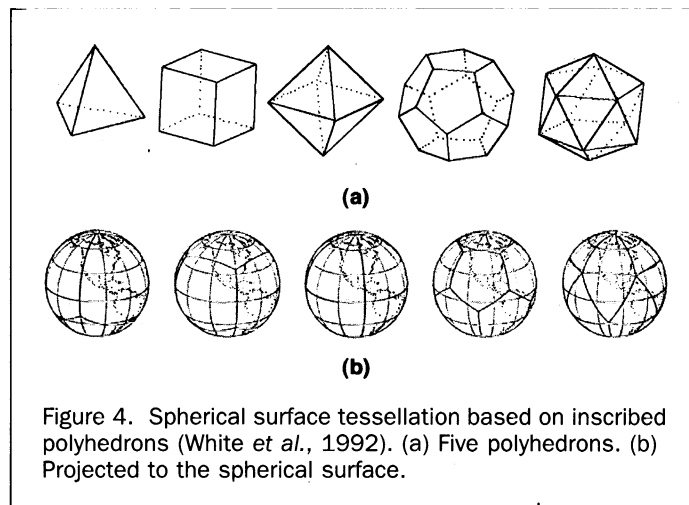 (a)
(b)
Figure 4. Spherical surface tessellation based on inscribed
polyhedrons (White et al., 1992). (a) Five polyhedrons. (b)
Projected to the spherical surface.